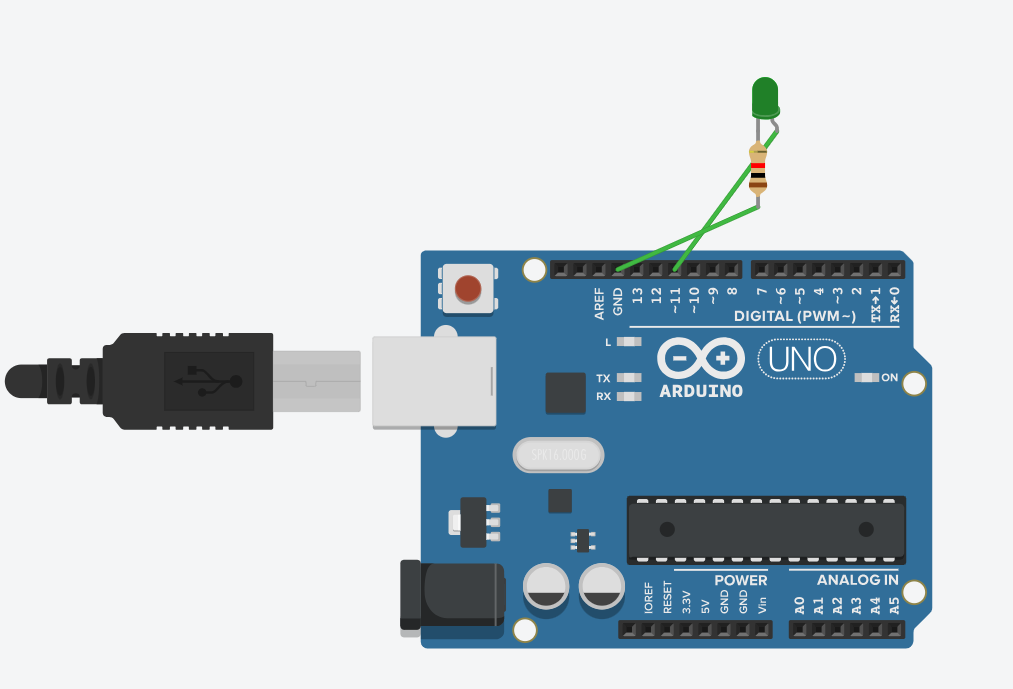 AREF
GND
13
12
~11
~10
~9
8
7
~6
~5
4
~3
2
TX→1
RX←0
DIGITAL (PWM~)
L
TX
RX
ARDUINO
UNO
ON
SPK16.000G
POWER
ANALOG IN
IOREF
RESET
3.3V
5V
GND
GND
Vin
A0
A1
A2
A3
A4
A5